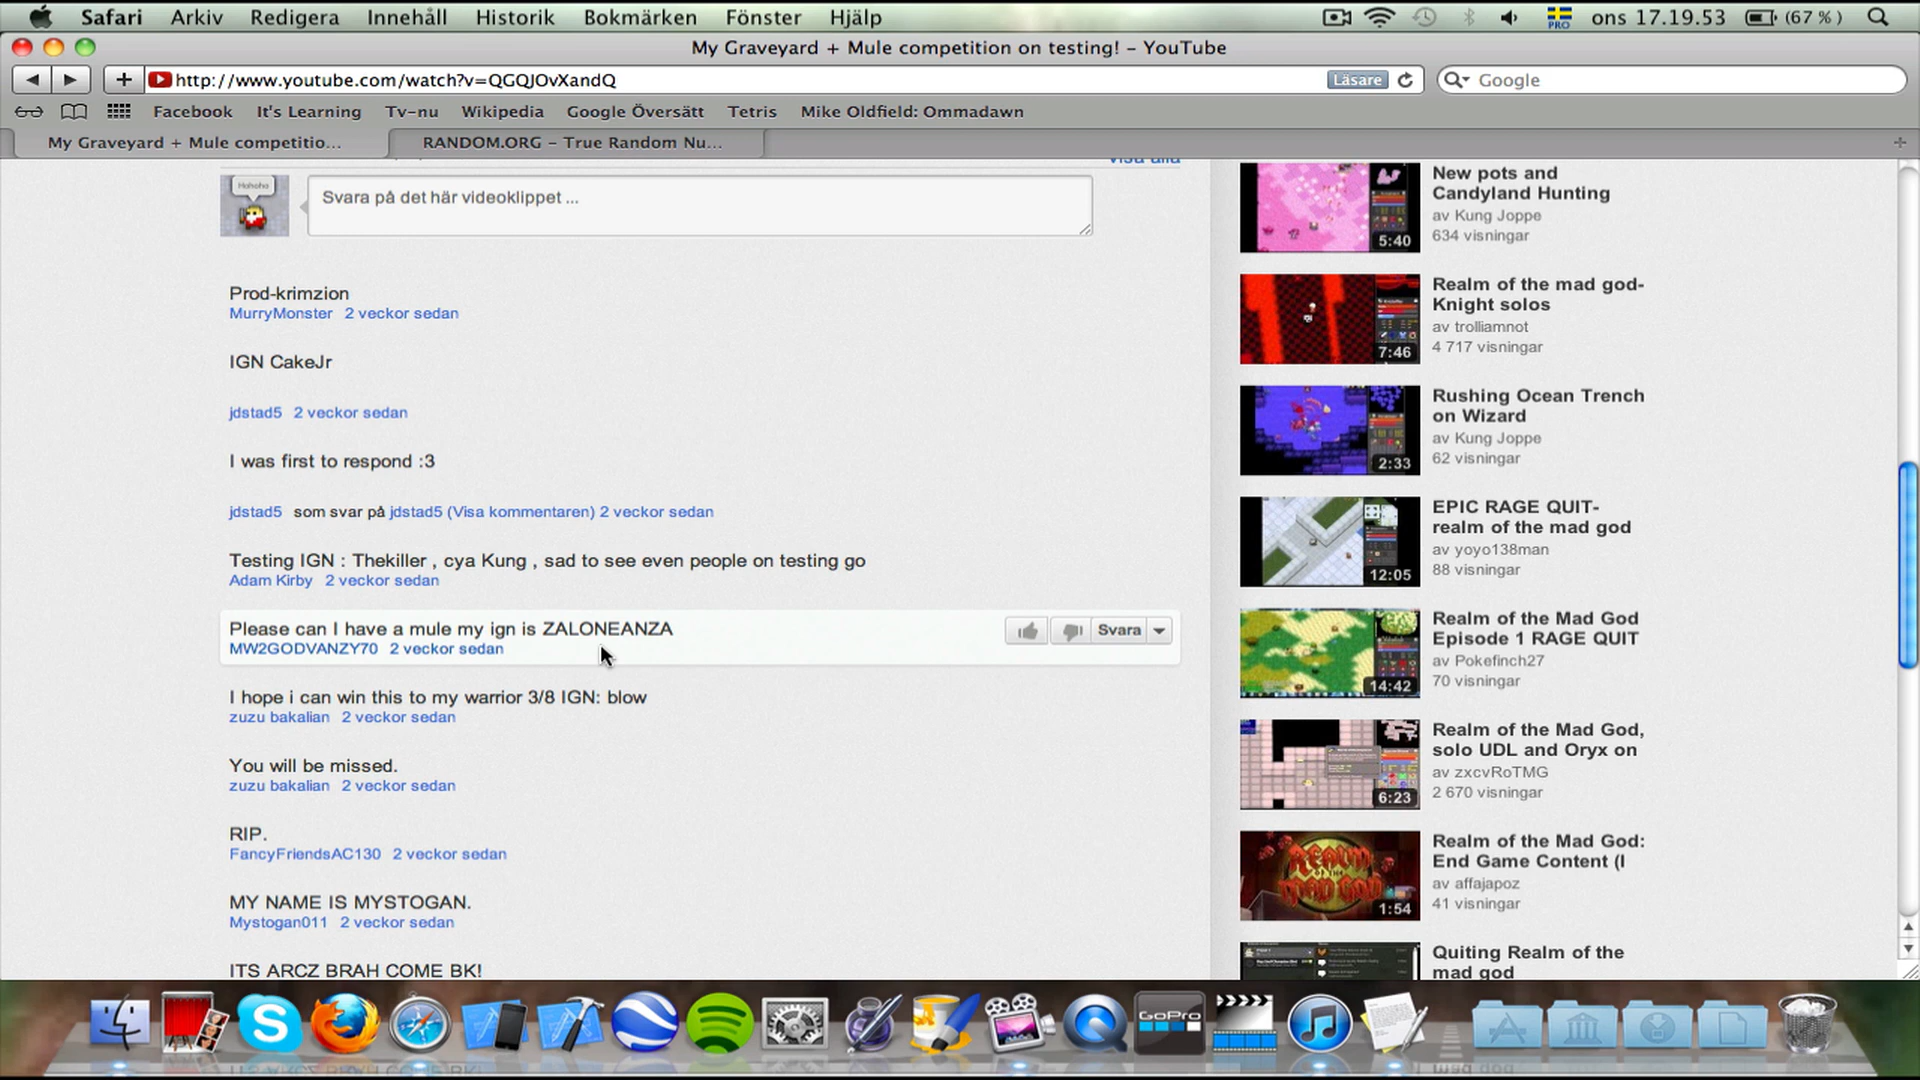 Safari Arkiv Redigera Innehåll Historik Bokmärken Fönster Hjälp PRO ons 17.19.53 (67 %)
My Graveyard + Mule competition on testing! – YouTube
http://www.youtube.com/watch?v=QGQJOvXandQ Läsare Google
Facebook It's Learning Tv-nu Wikipedia Google Översätt Tetris Mike Oldfield: Ommadawn
My Graveyard + Mule competitio... RANDOM.ORG – True Random Nu...
Visa alla
Hohoho
Svara på det här videoklippet ...
Prod-krimzion
MurryMonster 2 veckor sedan
IGN CakeJr
jdstad5 2 veckor sedan
I was first to respond :3
jdstad5 som svar på jdstad5 (Visa kommentaren) 2 veckor sedan
Testing IGN : Thekiller , cya Kung , sad to see even people on testing go
Adam Kirby 2 veckor sedan
Please can I have a mule my ign is ZALONEANZA
MW2GODVANZY70 2 veckor sedan
Svara
I hope i can win this to my warrior 3/8 IGN: blow
zuzu bakalian 2 veckor sedan
You will be missed.
zuzu bakalian 2 veckor sedan
RIP.
FancyFriendsAC130 2 veckor sedan
MY NAME IS MYSTOGAN.
Mystogan011 2 veckor sedan
ITS ARCZ BRAH COME BK!
New pots and
Candyland Hunting
av Kung Joppe
634 visningar
5:40
Realm of the mad god-
Knight solos
av trolliamnot
4 717 visningar
7:46
Rushing Ocean Trench
on Wizard
av Kung Joppe
62 visningar
2:33
EPIC RAGE QUIT-
realm of the mad god
av yoyo138man
88 visningar
12:05
Realm of the Mad God
Episode 1 RAGE QUIT
av Pokefinch27
70 visningar
14:42
Realm of the Mad God,
solo UDL and Oryx on
av zxcvRoTMG
2 670 visningar
6:23
Realm of the Mad God:
End Game Content (I
av affajapoz
41 visningar
REALM
OF THE
MAD GOD
1:54
Quiting Realm of the
mad god
GoPro